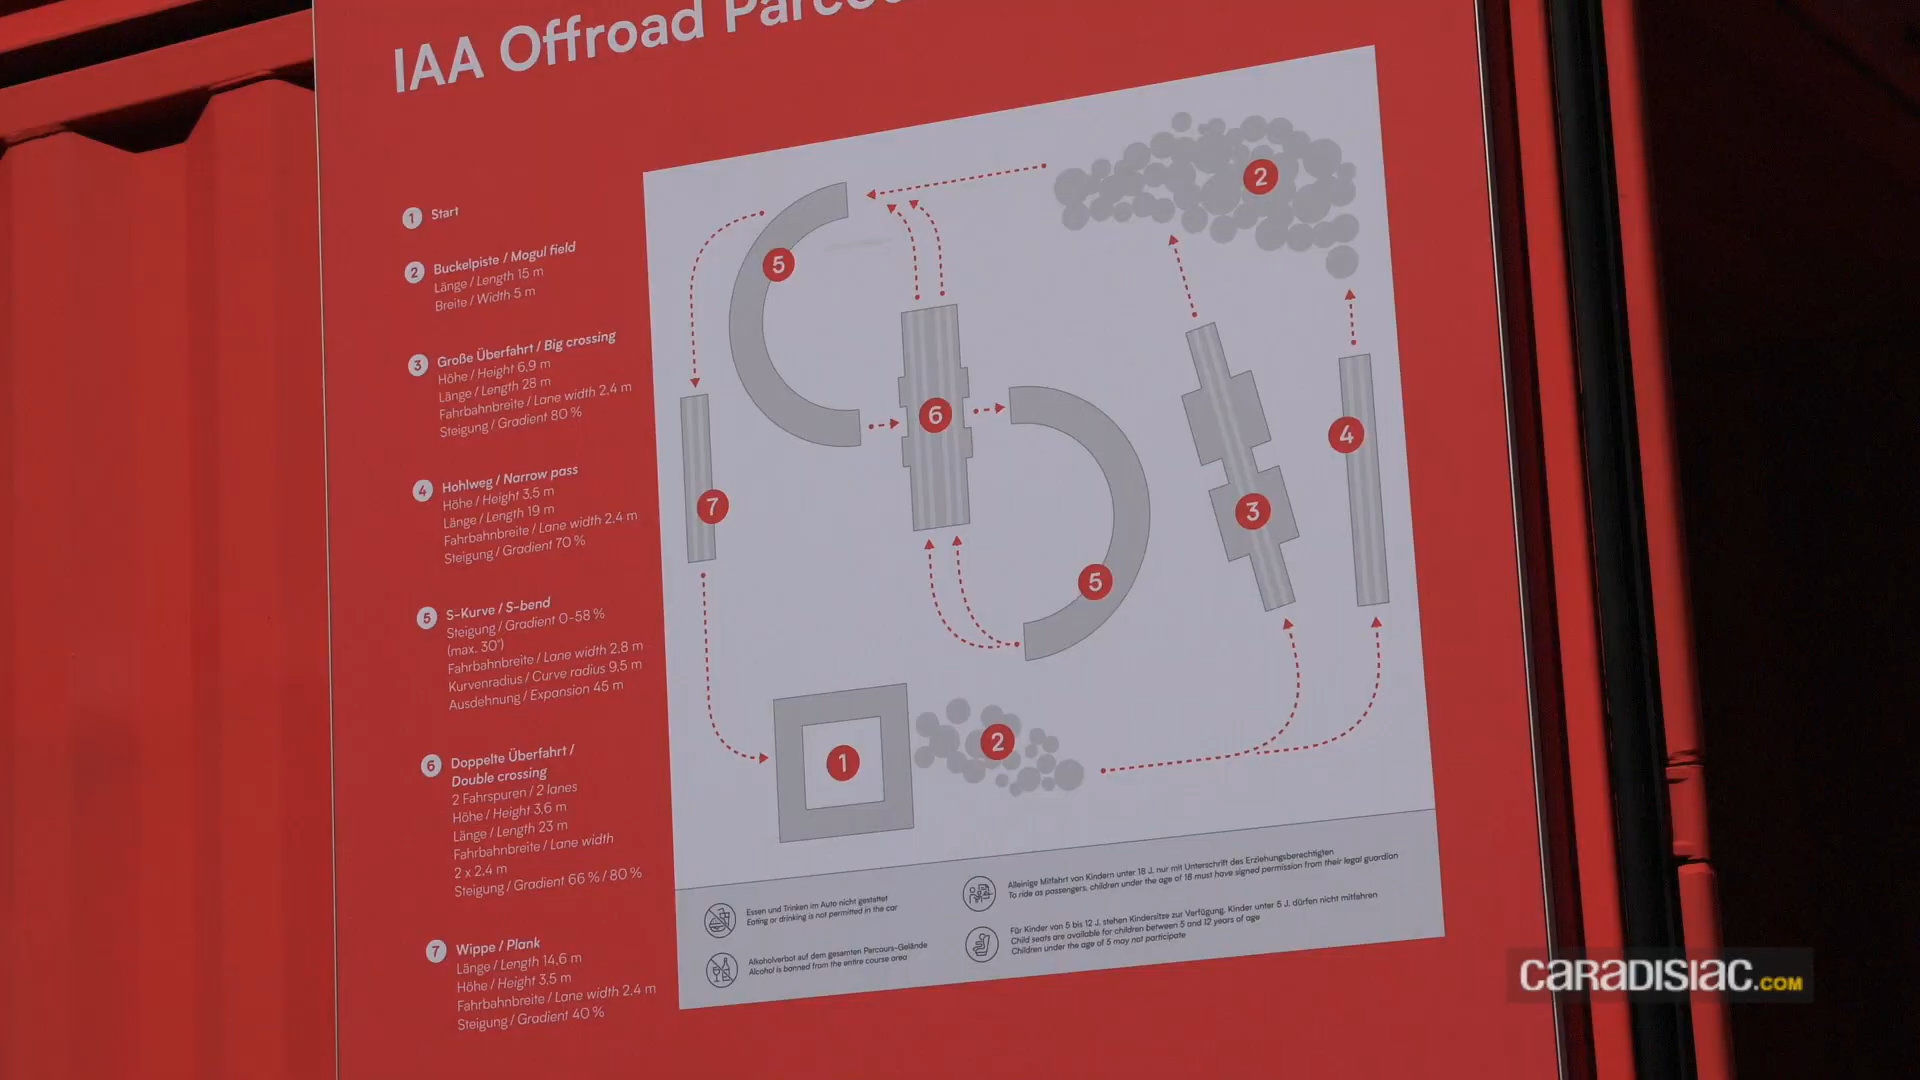 IAA Offroad
1 Start
2 Buckelpiste / Mogul field
Länge / Length 15 m
Breite / Width 5 m
3 Große Überfahrt / Big crossing
Höhe / Height 6,9 m
Länge / Length 28 m
Fahrbahnbreite / Lane width 2,4 m
Steigung / Gradient 80 %
4 Hohlweg / Narrow pass
Höhe / Height 3,5 m
Länge / Length 19 m
Fahrbahnbreite / Lane width 2,4 m
Steigung / Gradient 70 %
5 S-Kurve / S-bend
Steigung / Gradient 0-58 %
(max. 30°)
Fahrbahnbreite / Lane width 2,8 m
Kurvenradius / Curve radius 9,5 m
Ausdehnung / Expansion 45 m
6 Doppelte Überfahrt /
Double crossing
2 Fahrspuren / 2 lanes
Höhe / Height 3,6 m
Länge / Length 23 m
Fahrbahnbreite / Lane width
2 x 2,4 m
Steigung / Gradient 66 % / 80 %
7 Wippe / Plank
Länge / Length 14,6 m
Höhe / Height 3,5 m
Fahrbahnbreite / Lane width 2,4 m
Steigung / Gradient 40 %
2
5
6
4
7
3
5
2
1
Essen und Trinken im Auto nicht gestattet
Eating or drinking is not permitted in the car
Alkoholverbot auf dem gesamten Parcours-Gelände
Alcohol is banned from the entire course area
Alleinige Mitfahrt von Kindern unter 18 J. nur mit Unterschrift des Erziehungsberechtigten
To ride as passengers, children under the age of 18 must have signed permission from their legal guardian
Für Kinder von 5 bis 12 J. stehen Kindersitze zur Verfügung. Kinder unter 5 J. dürfen nicht mitfahren
Child seats are available for children between 5 and 12 years of age
Children under the age of 5 may not participate
CARADISIAC.COM